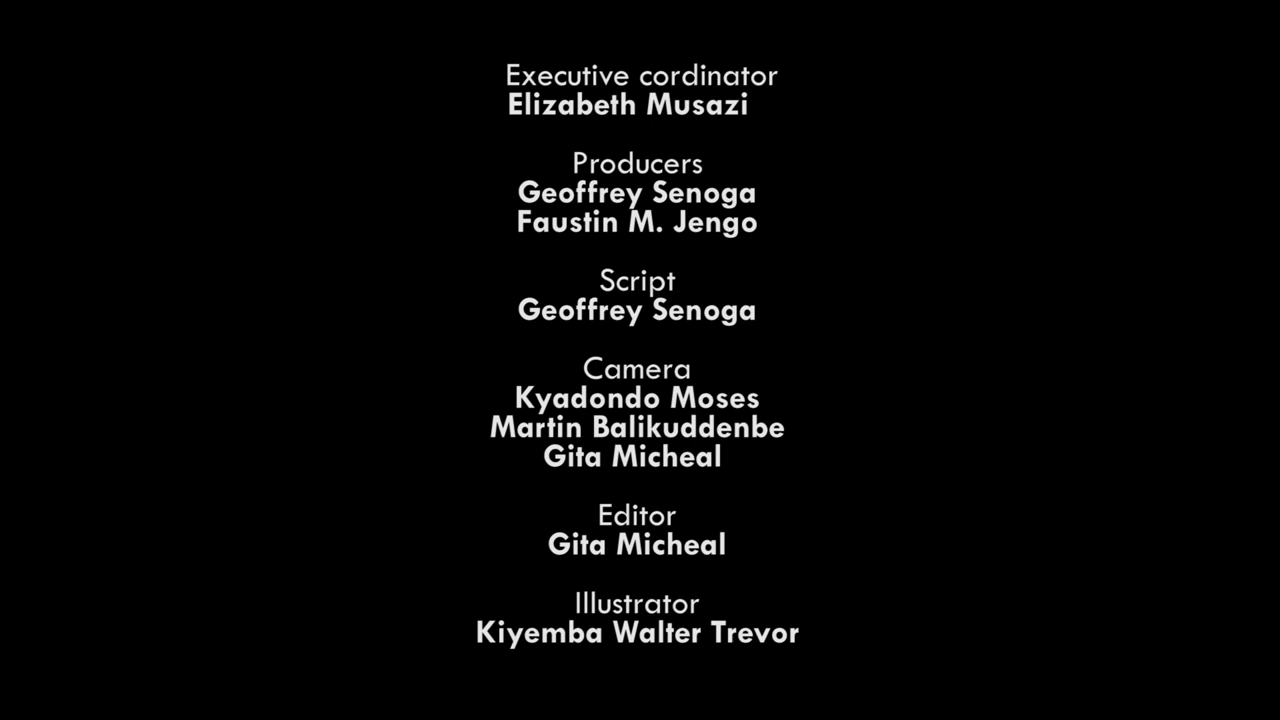 Executive cordinator
Elizabeth Musazi
Producers
Geoffrey Senoga
Faustin M. Jengo
Script
Geoffrey Senoga
Camera
Kyadondo Moses
Martin Balikuddenbe
Gita Micheal
Editor
Gita Micheal
Illustrator
Kiyemba Walter Trevor